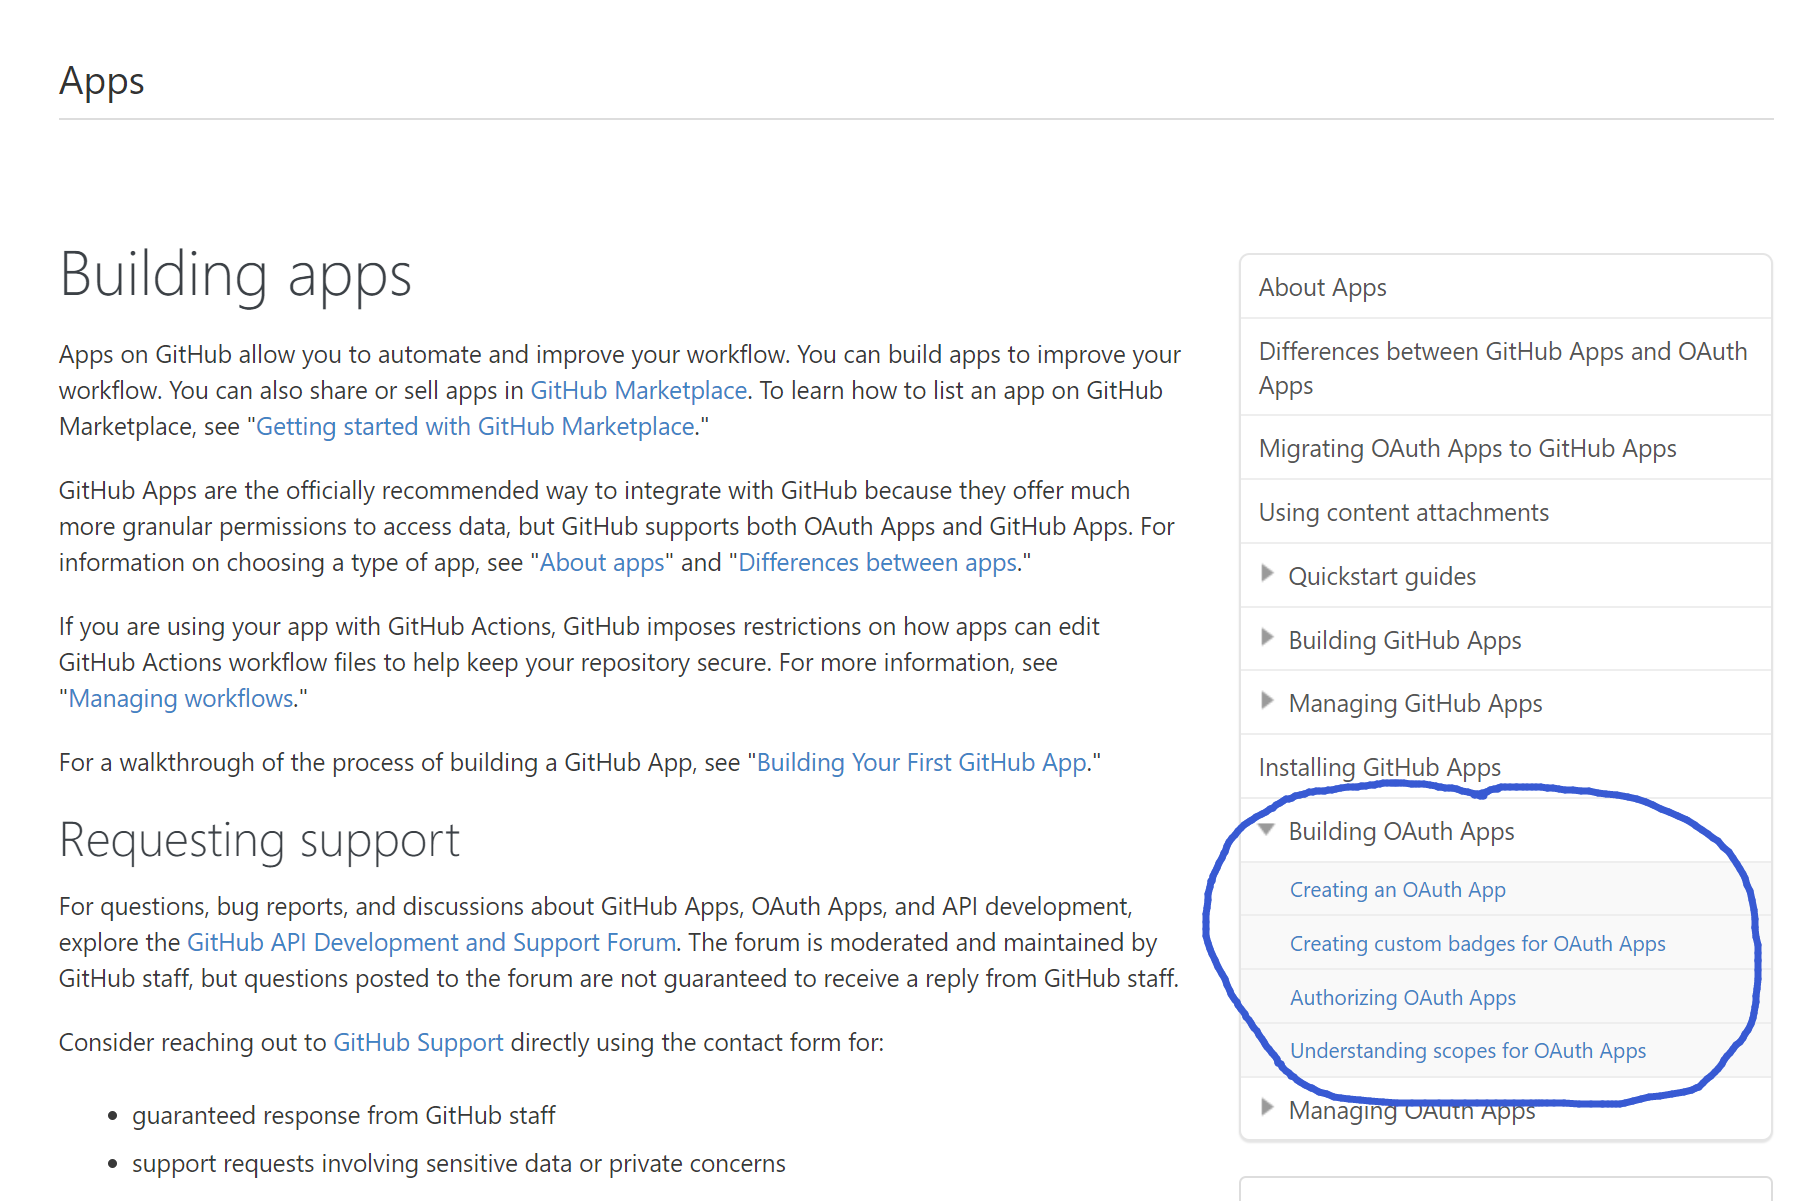 Apps
Building apps
Apps on GitHub allow you to automate and improve your workflow. You can build apps to improve your
workflow. You can also share or sell apps in GitHub Marketplace. To learn how to list an app on GitHub
Marketplace, see "Getting started with GitHub Marketplace."
GitHub Apps are the officially recommended way to integrate with GitHub because they offer much
more granular permissions to access data, but GitHub supports both OAuth Apps and GitHub Apps. For
information on choosing a type of app, see "About apps" and "Differences between apps."
If you are using your app with GitHub Actions, GitHub imposes restrictions on how apps can edit
GitHub Actions workflow files to help keep your repository secure. For more information, see
"Managing workflows."
For a walkthrough of the process of building a GitHub App, see "Building Your First GitHub App."
Requesting support
For questions, bug reports, and discussions about GitHub Apps, OAuth Apps, and API development,
explore the GitHub API Development and Support Forum. The forum is moderated and maintained by
GitHub staff, but questions posted to the forum are not guaranteed to receive a reply from GitHub staff.
Consider reaching out to GitHub Support directly using the contact form for:
• guaranteed response from GitHub staff
• support requests involving sensitive data or private concerns
About Apps
Differences between GitHub Apps and OAuth
Apps
Migrating OAuth Apps to GitHub Apps
Using content attachments
Quickstart guides
Building GitHub Apps
Managing GitHub Apps
Installing GitHub Apps
Building OAuth Apps
Creating an OAuth App
Creating custom badges for OAuth Apps
Authorizing OAuth Apps
Understanding scopes for OAuth Apps
Managing OAuth Apps